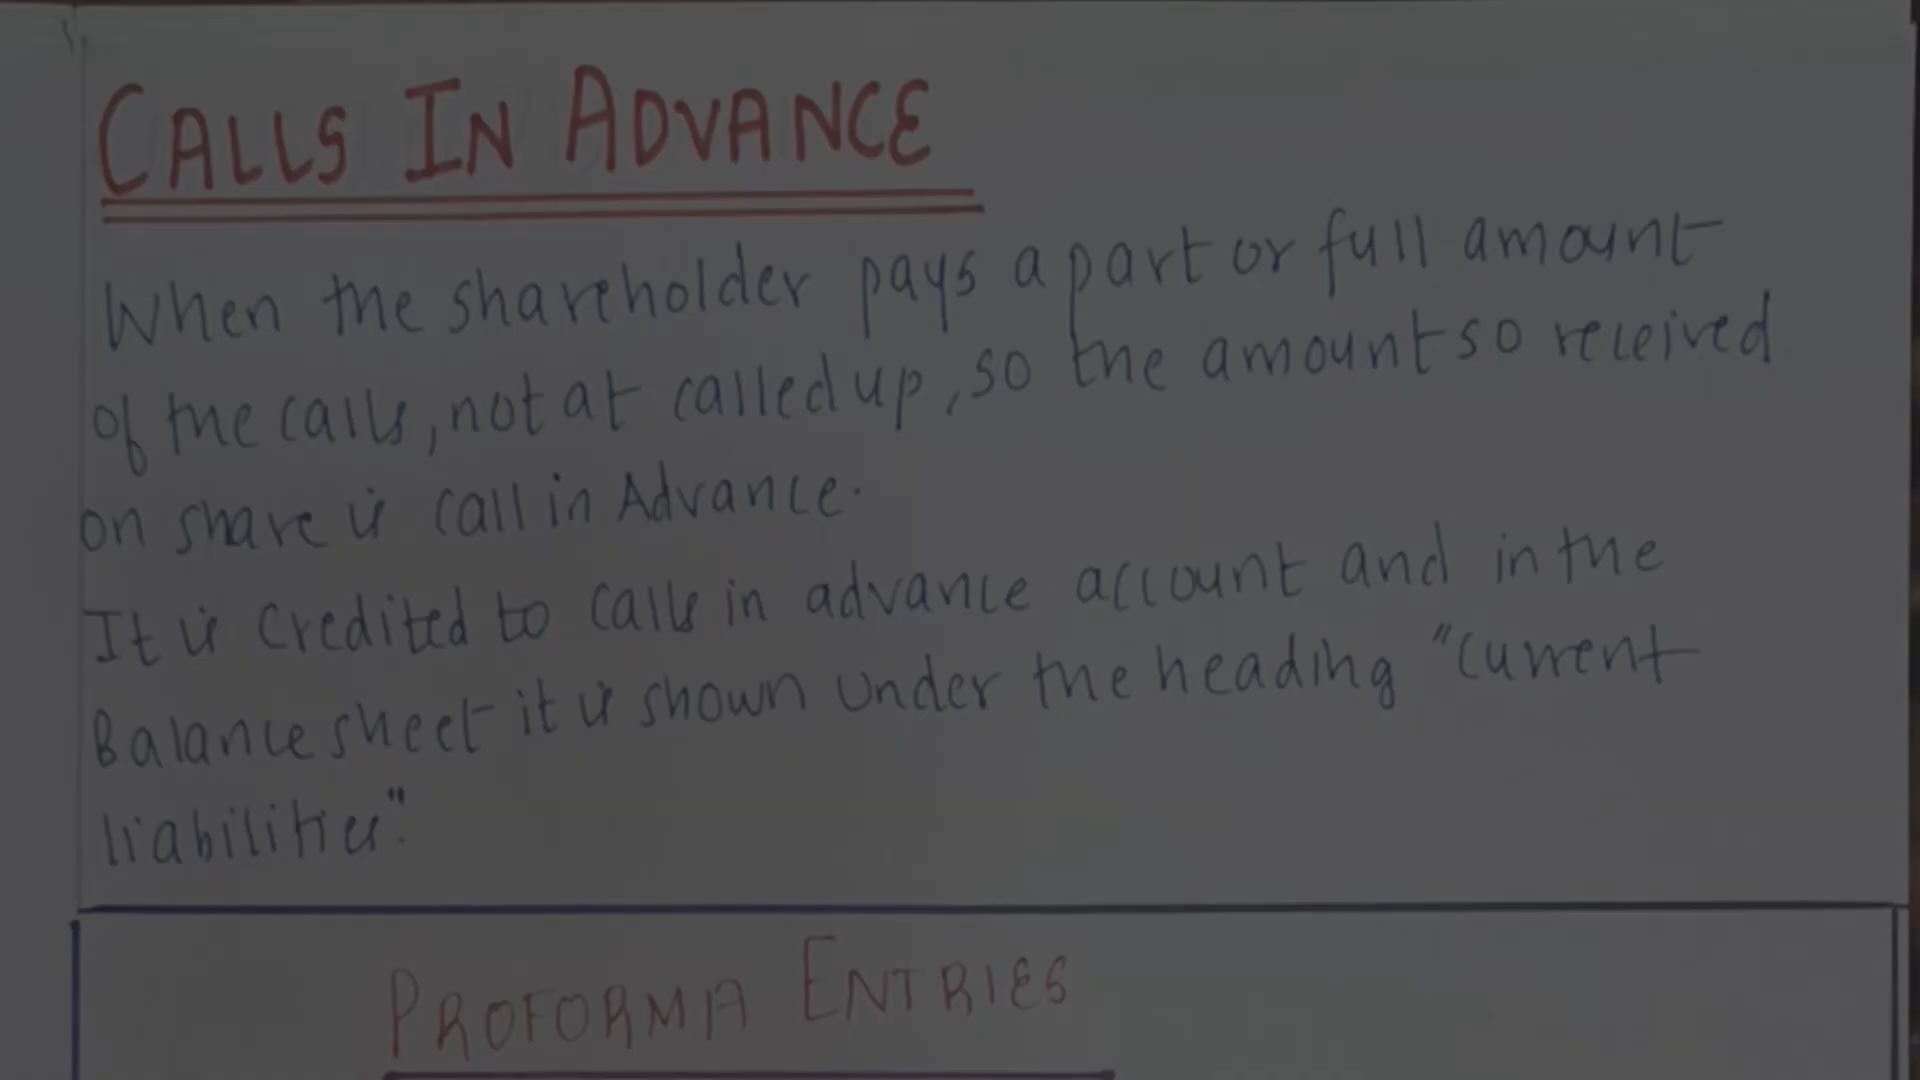 CALLS IN ADVANCE
When the shareholder pays a part or full amount
of the calls, not at called up, so the amount so received
on share is call in Advance.
It is credited to calls in advance account and in the
Balance sheet it is shown under the heading "current
liabilities".
PROFORMA ENTRIES